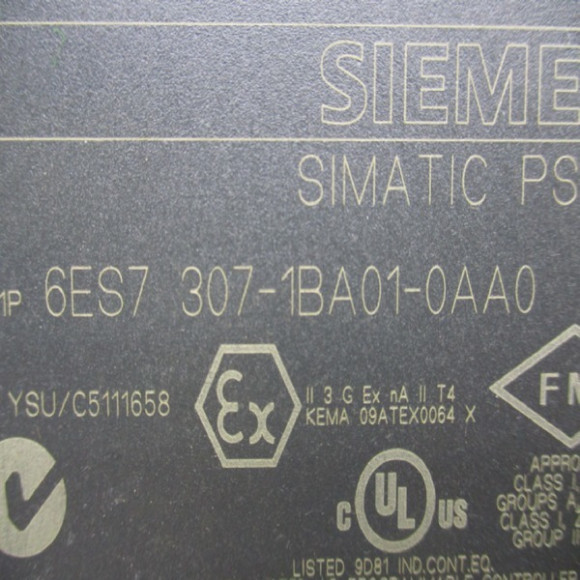 SIEME
SIMATIC PS
1P 6ES7 307-1BA01-0AA0
YSU/C5111658
Ex
II 3 G Ex nA II T4
KEMA 09ATEX0064 X
FM
APPRO
CLASS I,
GROUPS A,
CLASS I,
GROUP II
C UL US
LISTED 9D81 IND.CONT.EQ.